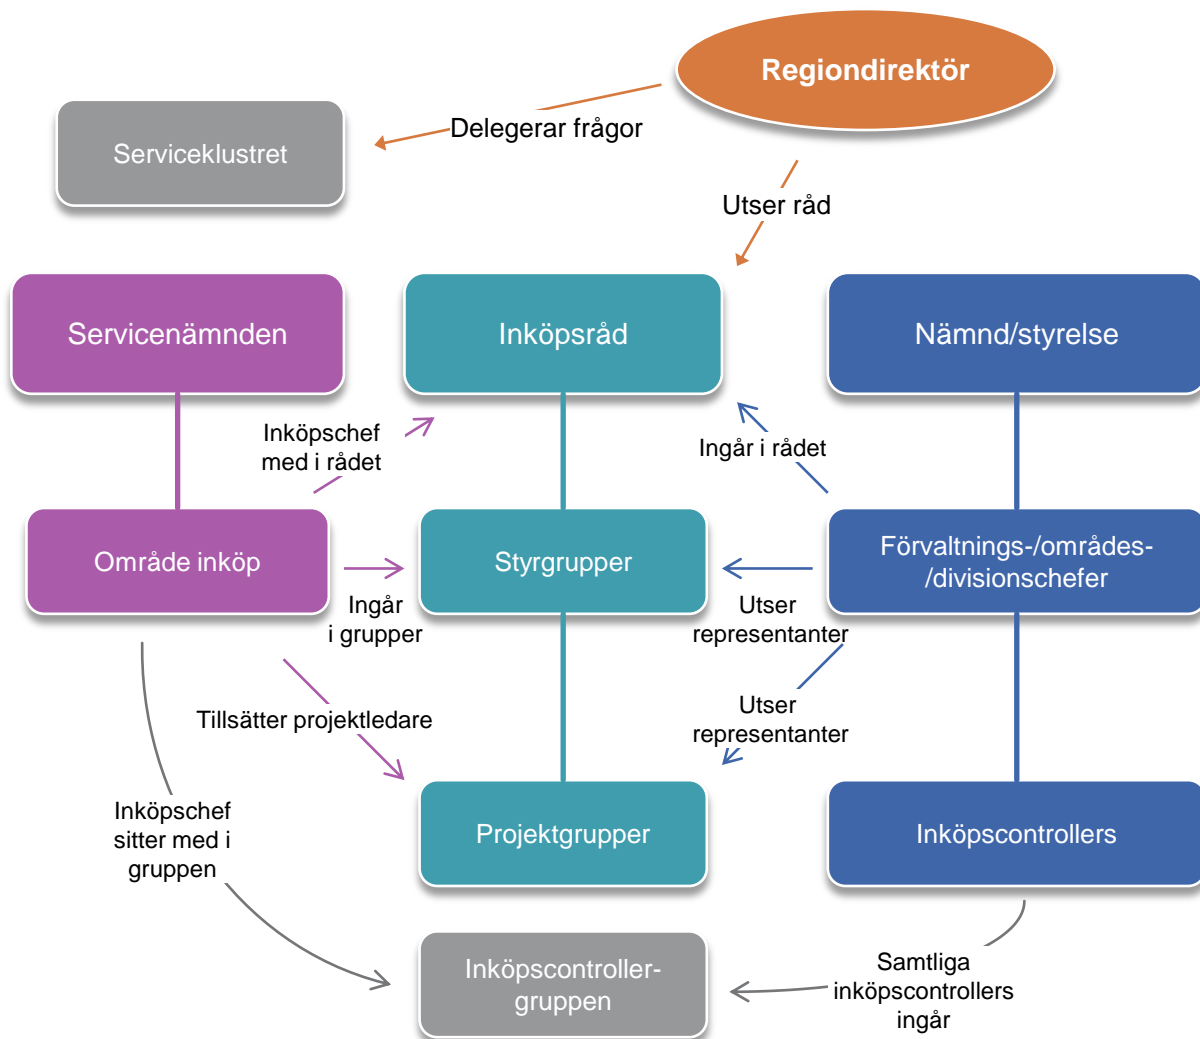 Regiondirektör
Delegerar frågor
Serviceklustret
Utser råd
Servicenämnden
Inköpsråd
Nämnd/styrelse
Inköpschef
med i rådet
Ingår i rådet
Område inköp
Styrgrupper
Förvaltnings-/områdes-
/divisionschefer
Ingår
i grupper
Utser
representanter
Tillsätter projektledare
Utser
representanter
Inköpschef
sitter med i
gruppen
Projektgrupper
Inköpscontrollers
Inköpscontroller-
gruppen
Samtliga
inköpscontrollers
ingår